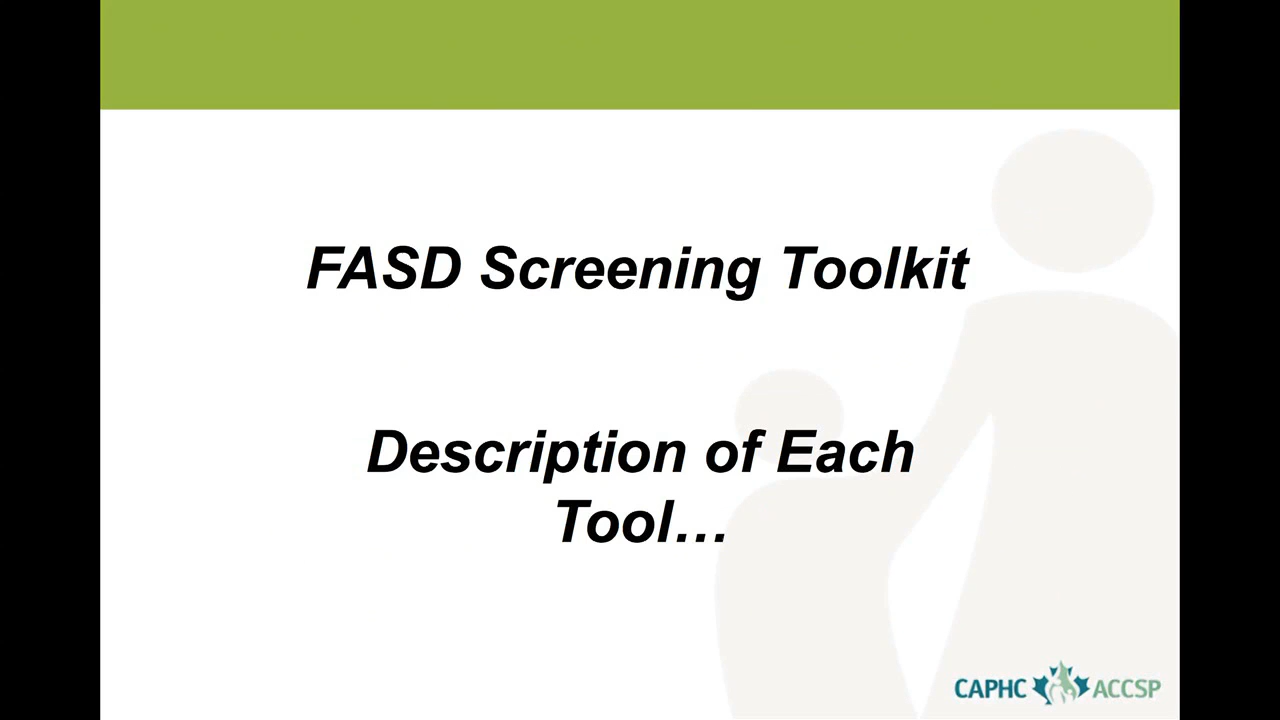 FASD Screening Toolkit
Description of Each
Tool…
CAPHC ACCSP